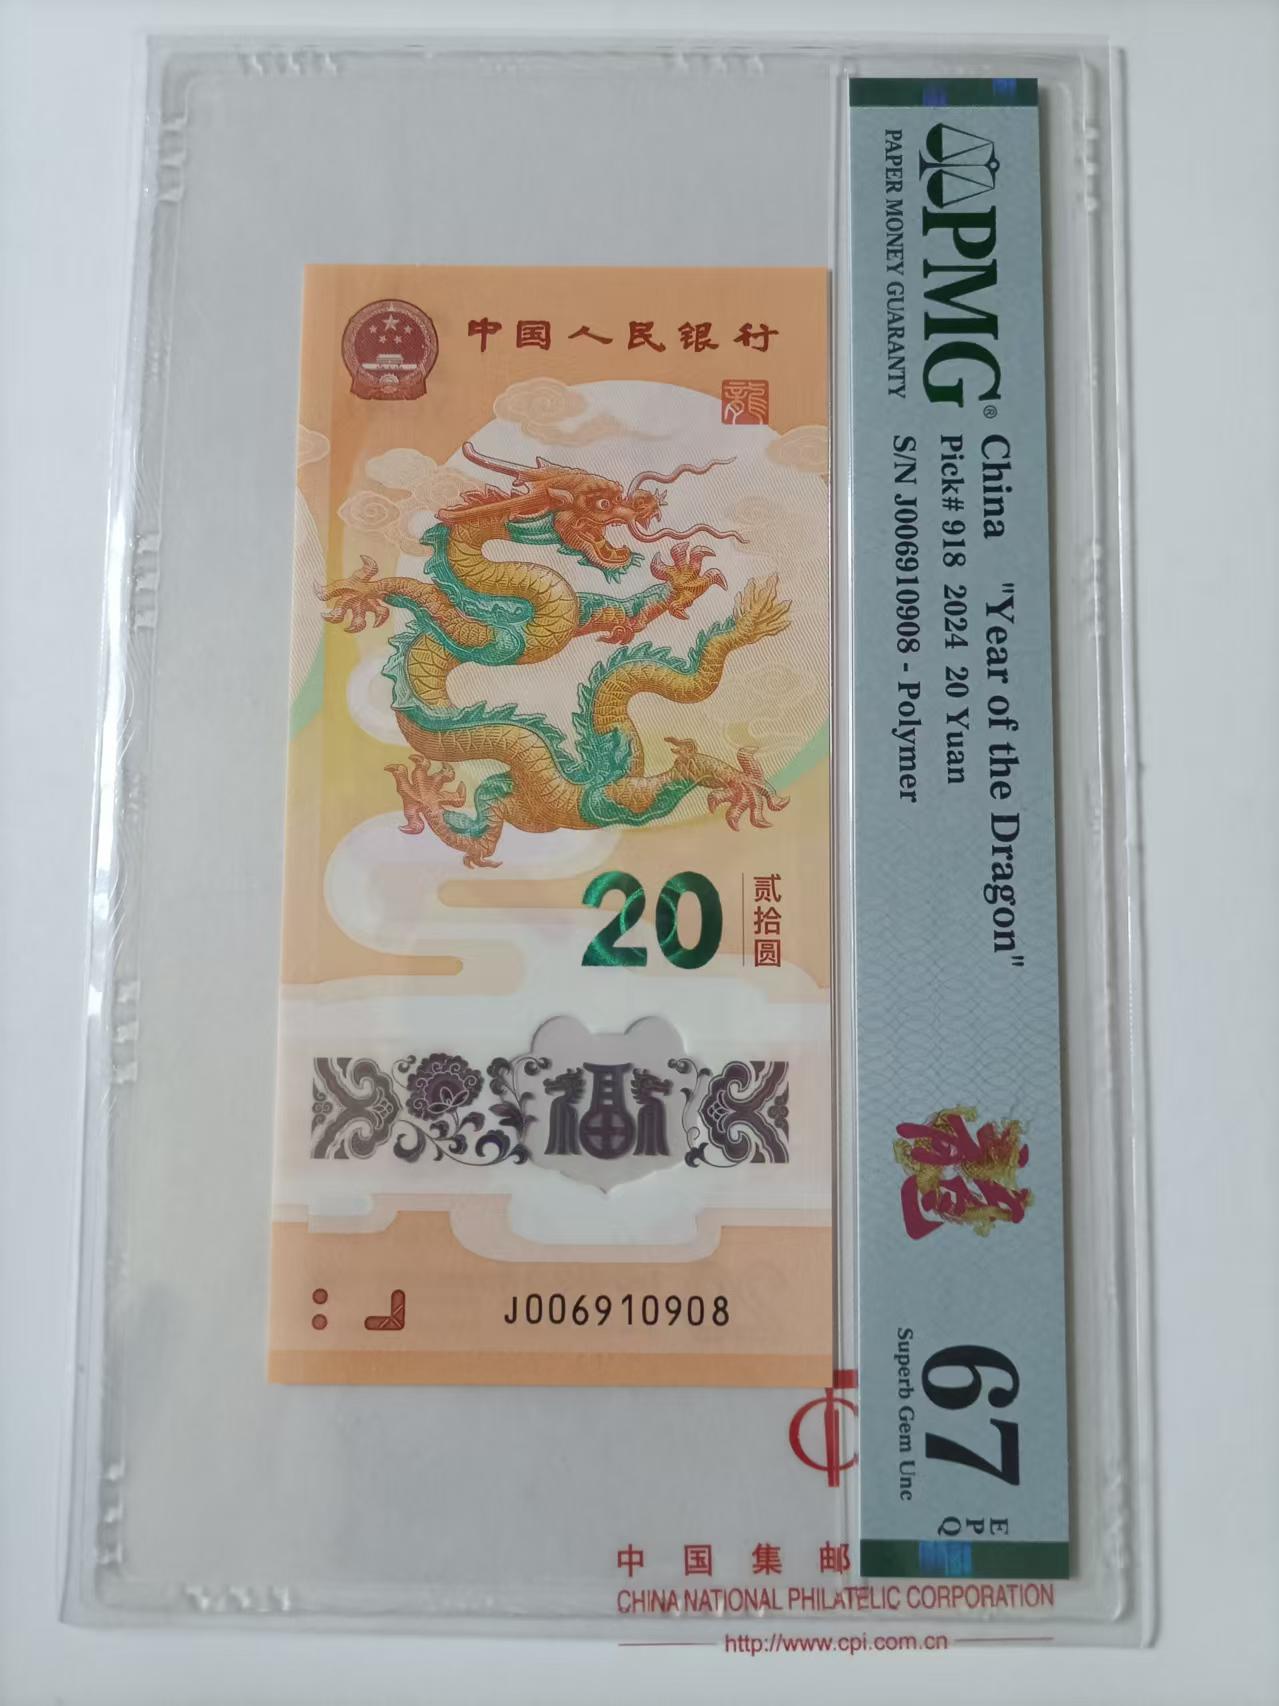 中国人民银行
龍
20
贰拾圆
福
J006910908
PMG®
PAPER MONEY GUARANTY
China "Year of the Dragon"
Pick# 918 2024 20 Yuan
S/N J006910908 - Polymer
龙
67
EPQ
Superb Gem Unc
中国集邮
CHINA NATIONAL PHILATELIC CORPORATION
http://www.cpi.com.cn